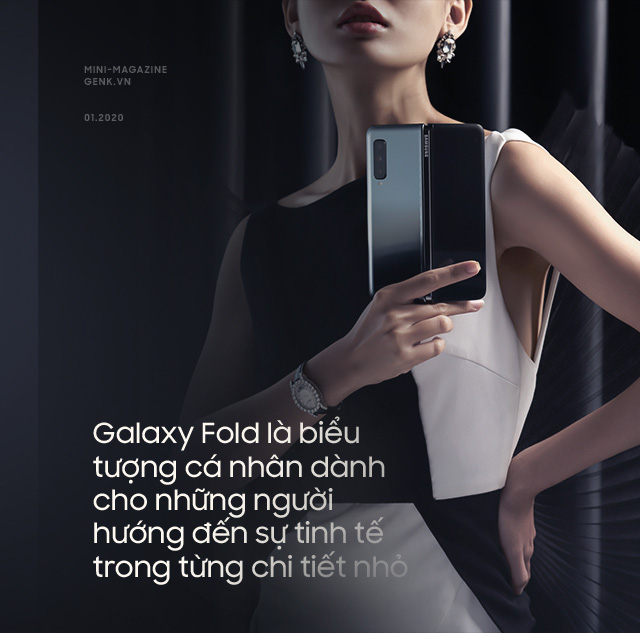 MINI-MAGAZINE
GENK.VN
01.2020
SAMSUNG
Galaxy Fold là biểu
tượng cá nhân dành
cho những người
hướng đến sự tinh tế
trong từng chi tiết nhỏ